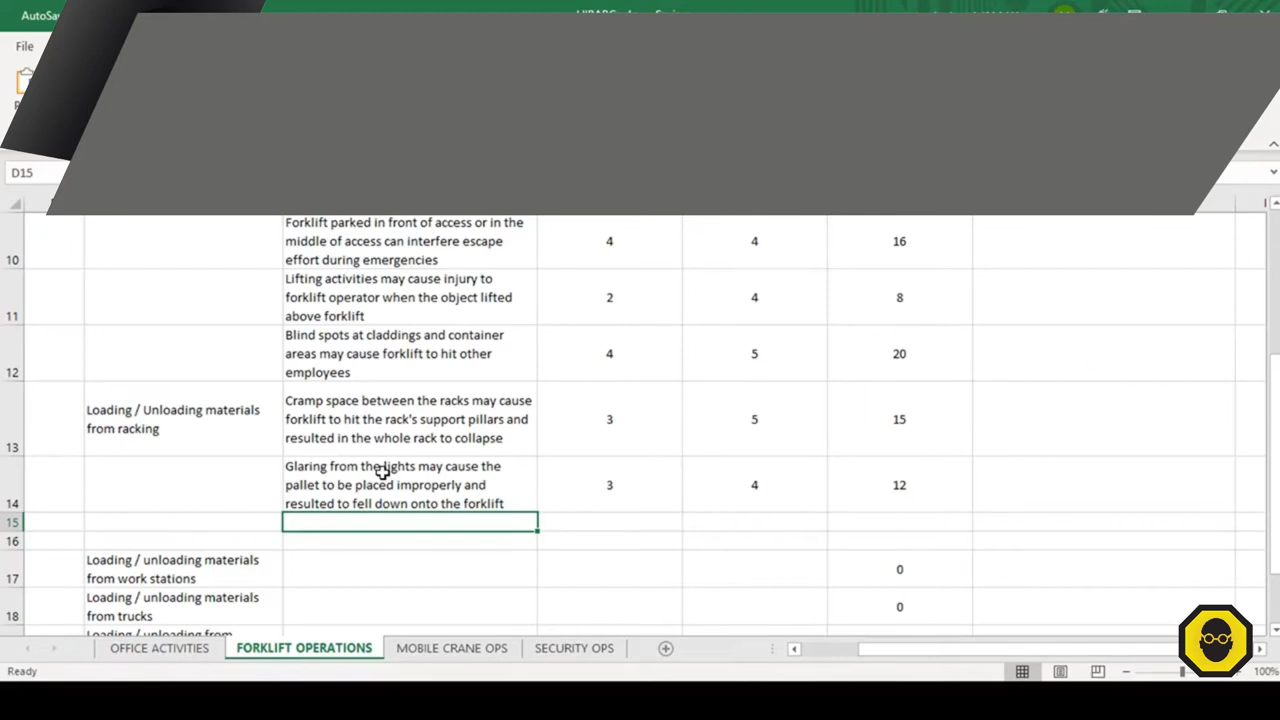 AutoSa
File
D15
Forklift parked in front of access or in the
middle of access can interfere escape
effort during emergencies
10
4
4
16
Lifting activities may cause injury to
forklift operator when the object lifted
above forklift
11
2
4
8
Blind spots at claddings and container
areas may cause forklift to hit other
employees
12
4
5
20
Loading / Unloading materials
from racking
Cramp space between the racks may cause
forklift to hit the rack's support pillars and
resulted in the whole rack to collapse
13
3
5
15
Glaring from the lights may cause the
pallet to be placed improperly and
resulted to fell down onto the forklift
14
3
4
12
15
16
Loading / unloading materials
from work stations
17
0
Loading / unloading materials
from trucks
18
0
Loading / unloading from
OFFICE ACTIVITIES
FORKLIFT OPERATIONS
MOBILE CRANE OPS
SECURITY OPS
Ready
100%